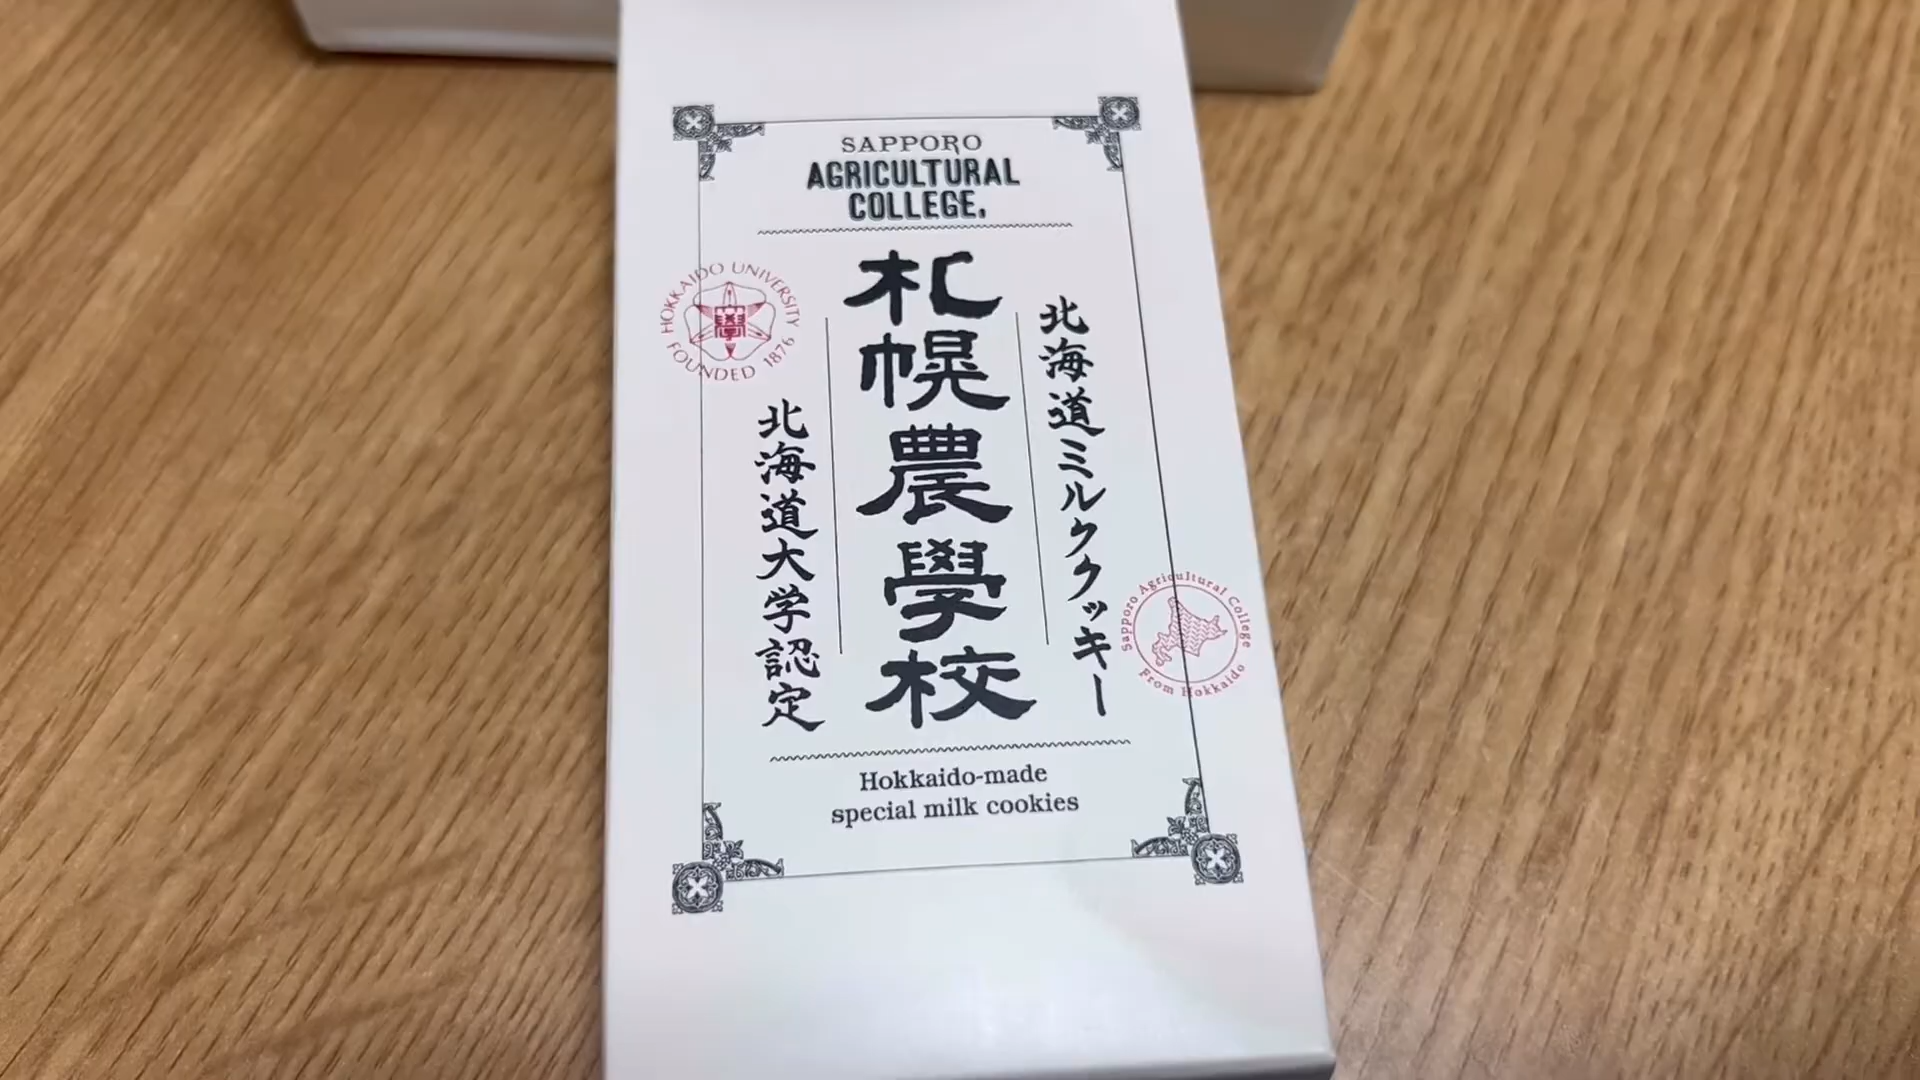 SAPPORO
AGRICULTURAL
COLLEGE.
北海道ミルククッキー
札幌農學校
北海道大学認定
HOKKAIDO UNIVERSITY
學
FOUNDED 1876
Sapporo Agricultural College
From Hokkaido
Hokkaido-made
special milk cookies